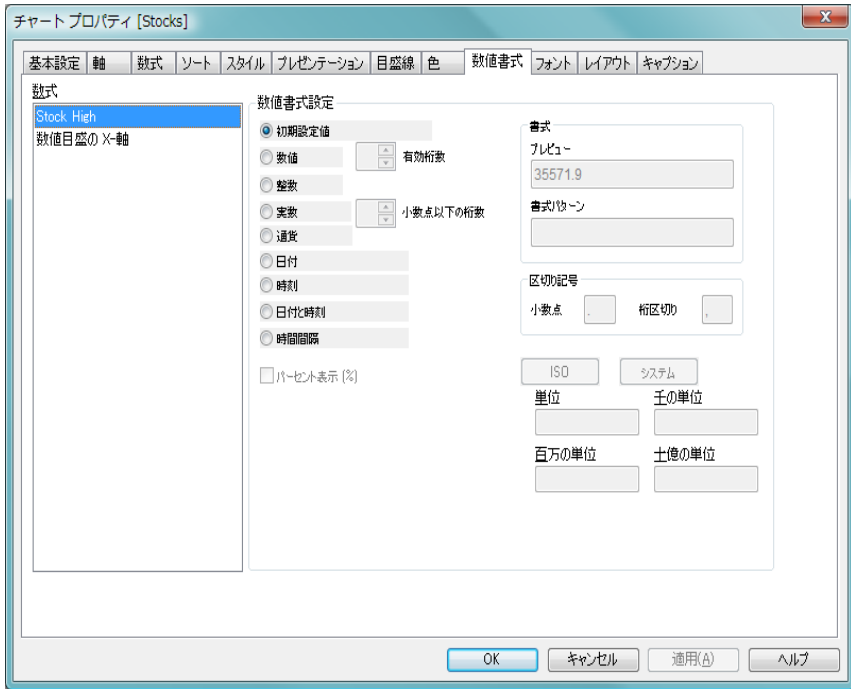 チャート プロパティ [Stocks]
基本設定 軸 数式 ソート スタイル プレゼンテーション 目盛線 色 数値書式 フォント レイアウト キャプション
数式
Stock High
数値目盛の X-軸
数値書式設定
初期設定値
数値 有効桁数
整数
実数 小数点以下の桁数
通貨
日付
時刻
日付と時刻
時間間隔
パーセント表示 (%)
書式
プレビュー
35571.9
書式パターン
区切り記号
小数点 . 桁区切り ,
ISO システム
単位 千の単位
百万の単位 十億の単位
OK キャンセル 適用(A) ヘルプ